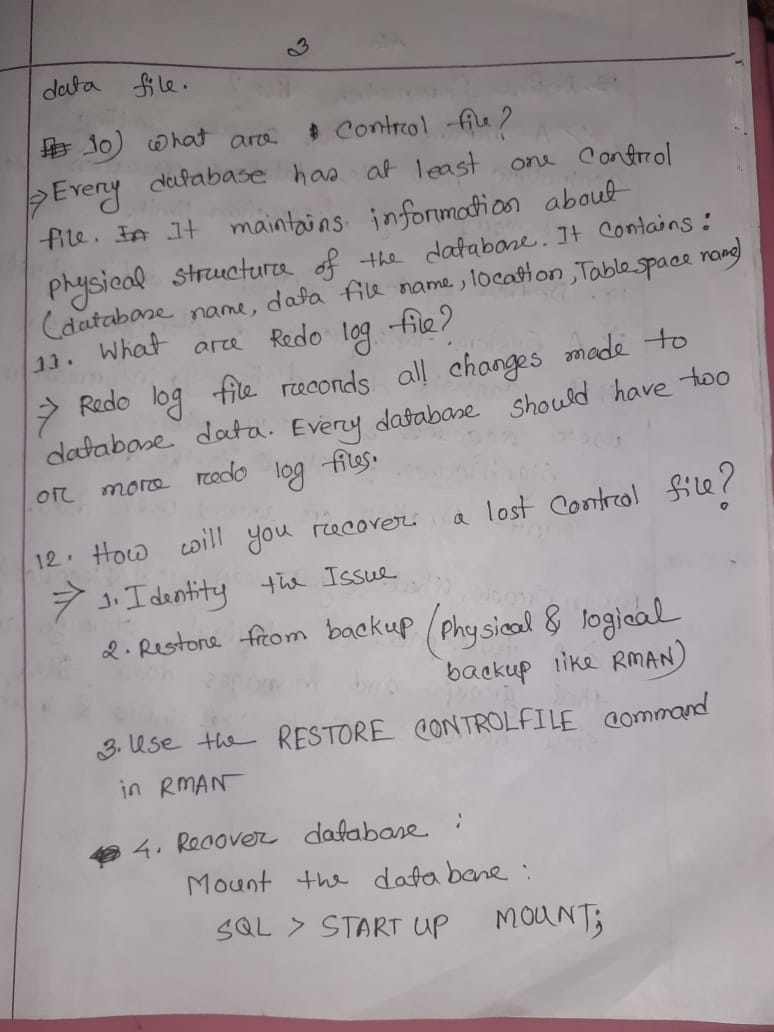 3
data file.
10) What are control file?
⇒ Every database has at least one control
file. It maintains information about
physical structure of the database. It contains :
(database name, data file name, location, Table space name)
11. What are Redo log file?
⇒ Redo log file records all changes made to
database data. Every database should have two
or more redo log files.
12. How will you recover a lost control file?
⇒ 1. Identity the Issue
2. Restore from backup (physical & logical
backup like RMAN)
3. Use the RESTORE CONTROLFILE command
in RMAN
4. Recover database :
Mount the database :
SQL > START UP MOUNT;